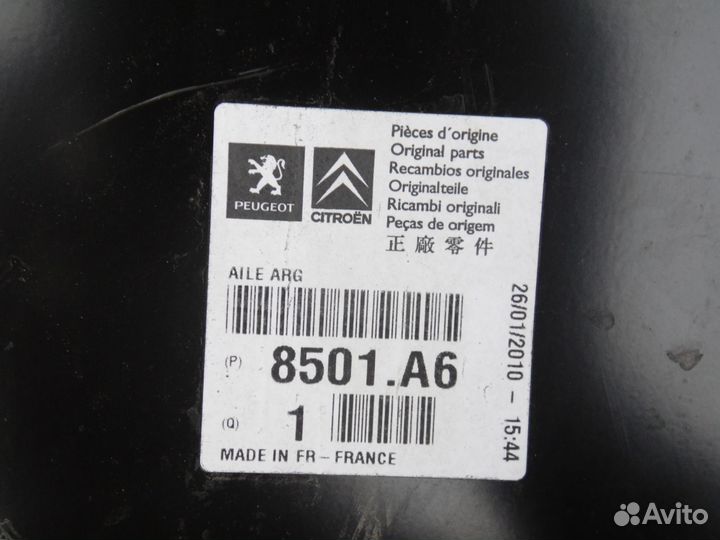 PEUGEOT
CITROËN
Pièces d'origine
Original parts
Recambios originales
Originalteile
Ricambi originali
Peças de origem
正廠零件
AILE ARG
(P) 8501.A6
(Q) 1
MADE IN FR - FRANCE
26/01/2010 - 15:44
Avito